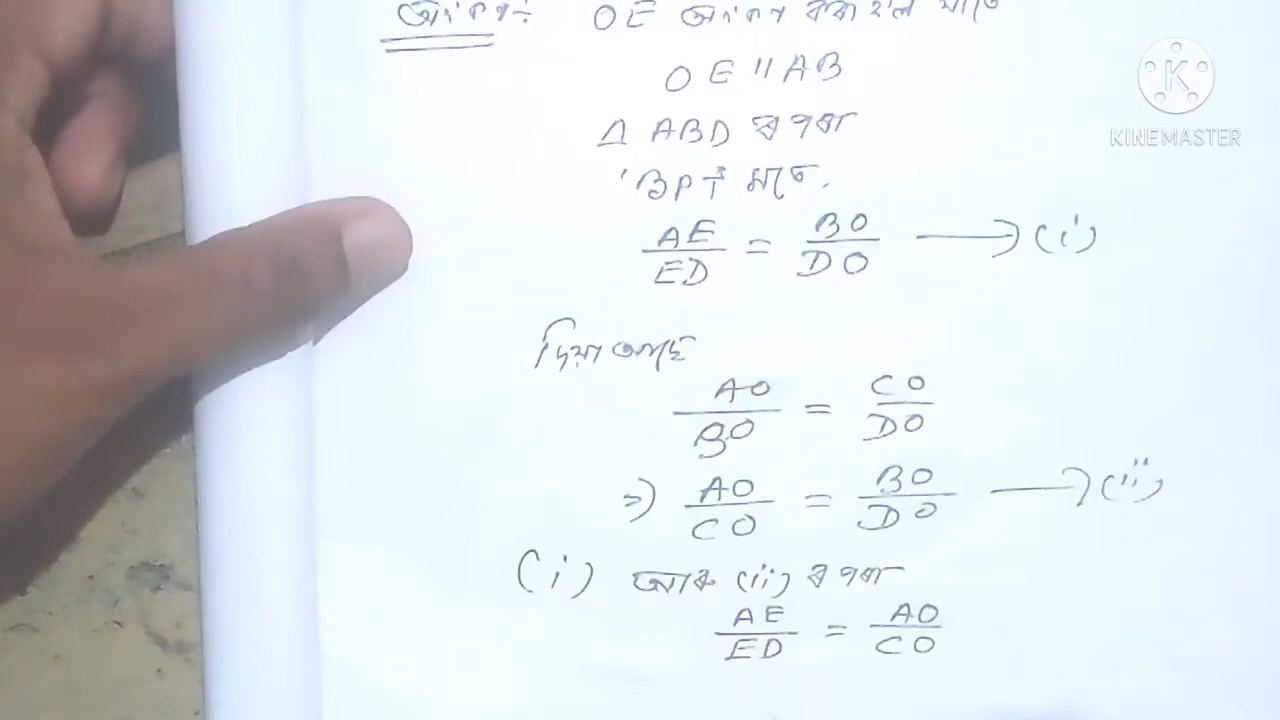 অংকন: OE অংকন কৰা হ'ল যাতে
OE || AB
Δ ABD ৰ পৰা
'BPT মতে,
AE/ED = BO/DO ⟶ (i)
দিয়া আছে
AO/BO = CO/DO
⇒ AO/CO = BO/DO ⟶ (ii)
(i) আৰু (ii) ৰ পৰা
AE/ED = AO/CO
K
KINEMASTER